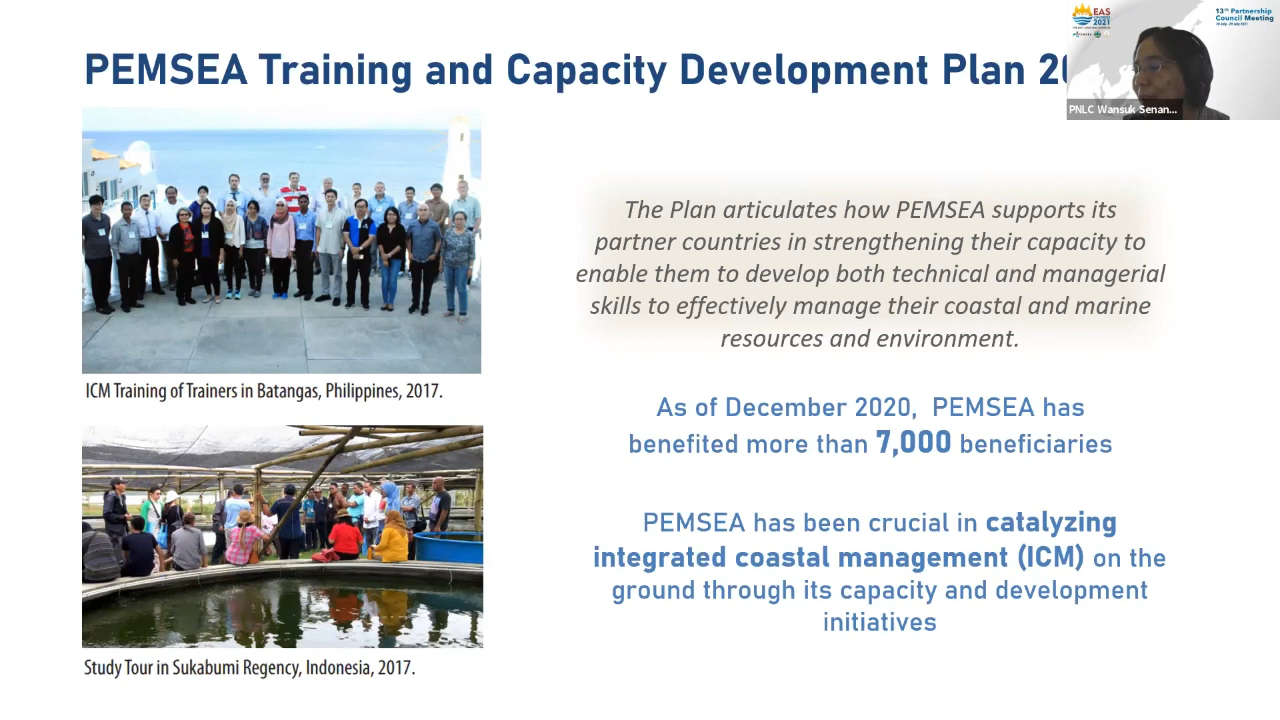 PEMSEA Training and Capacity Development Plan
EAS
CONGRESS
2021
13th Partnership
Council Meeting
PNLC Wansuk Senan...
The Plan articulates how PEMSEA supports its
partner countries in strengthening their capacity to
enable them to develop both technical and managerial
skills to effectively manage their coastal and marine
resources and environment.
ICM Training of Trainers in Batangas, Philippines, 2017.
As of December 2020, PEMSEA has
benefited more than 7,000 beneficiaries
PEMSEA has been crucial in catalyzing
integrated coastal management (ICM) on the
ground through its capacity and development
initiatives
Study Tour in Sukabumi Regency, Indonesia, 2017.